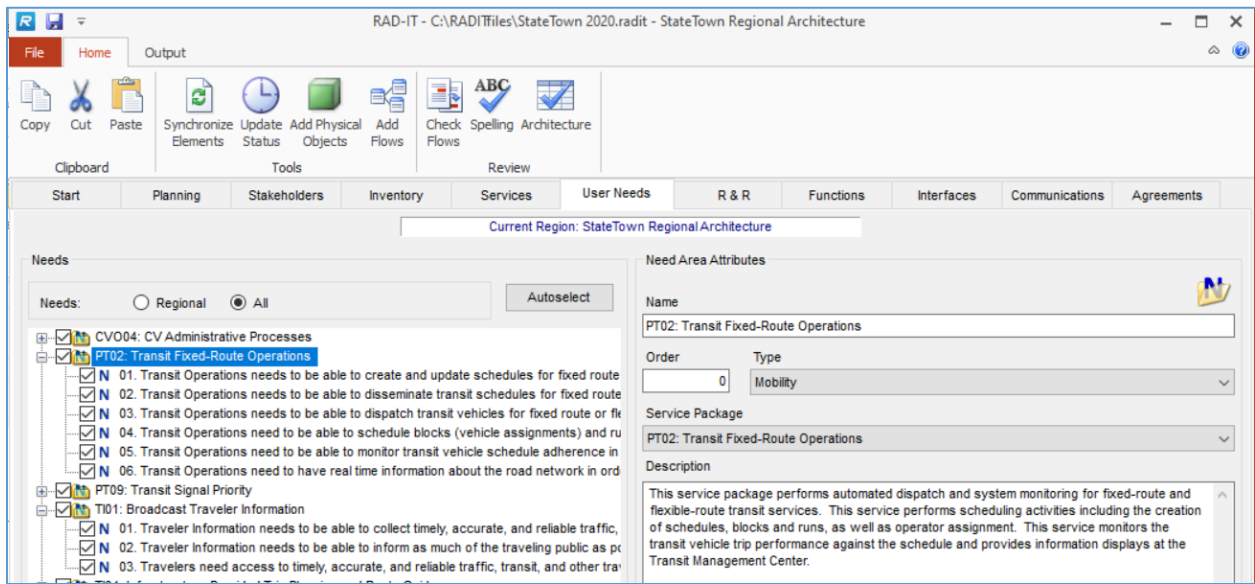 RAD-IT - C:\RADITfiles\StateTown 2020.radit - StateTown Regional Architecture
File Home Output
Copy Cut Paste Synchronize Elements Update Status Add Physical Objects Add Flows Check Flows ABC Spelling Architecture
Clipboard Tools Review
Start Planning Stakeholders Inventory Services User Needs R & R Functions Interfaces Communications Agreements
Current Region: StateTown Regional Architecture
Needs
Needs: Regional All Autoselect
CVO04: CV Administrative Processes
PT02: Transit Fixed-Route Operations
N 01. Transit Operations needs to be able to create and update schedules for fixed route
N 02. Transit Operations needs to be able to disseminate transit schedules for fixed route
N 03. Transit Operations needs to be able to dispatch transit vehicles for fixed route or fle
N 04. Transit Operations need to be able to schedule blocks (vehicle assignments) and ru
N 05. Transit Operations need to be able to monitor transit vehicle schedule adherence in
N 06. Transit Operations need to have real time information about the road network in ord
PT09: Transit Signal Priority
TI01: Broadcast Traveler Information
N 01. Traveler Information needs to be able to collect timely, accurate, and reliable traffic,
N 02. Traveler Information needs to be able to inform as much of the traveling public as po
N 03. Travelers need access to timely, accurate, and reliable traffic, transit, and other trav
Need Area Attributes
Name
PT02: Transit Fixed-Route Operations
Order Type
0 Mobility
Service Package
PT02: Transit Fixed-Route Operations
Description
This service package performs automated dispatch and system monitoring for fixed-route and
flexible-route transit services. This service performs scheduling activities including the creation
of schedules, blocks and runs, as well as operator assignment. This service monitors the
transit vehicle trip performance against the schedule and provides information displays at the
Transit Management Center.